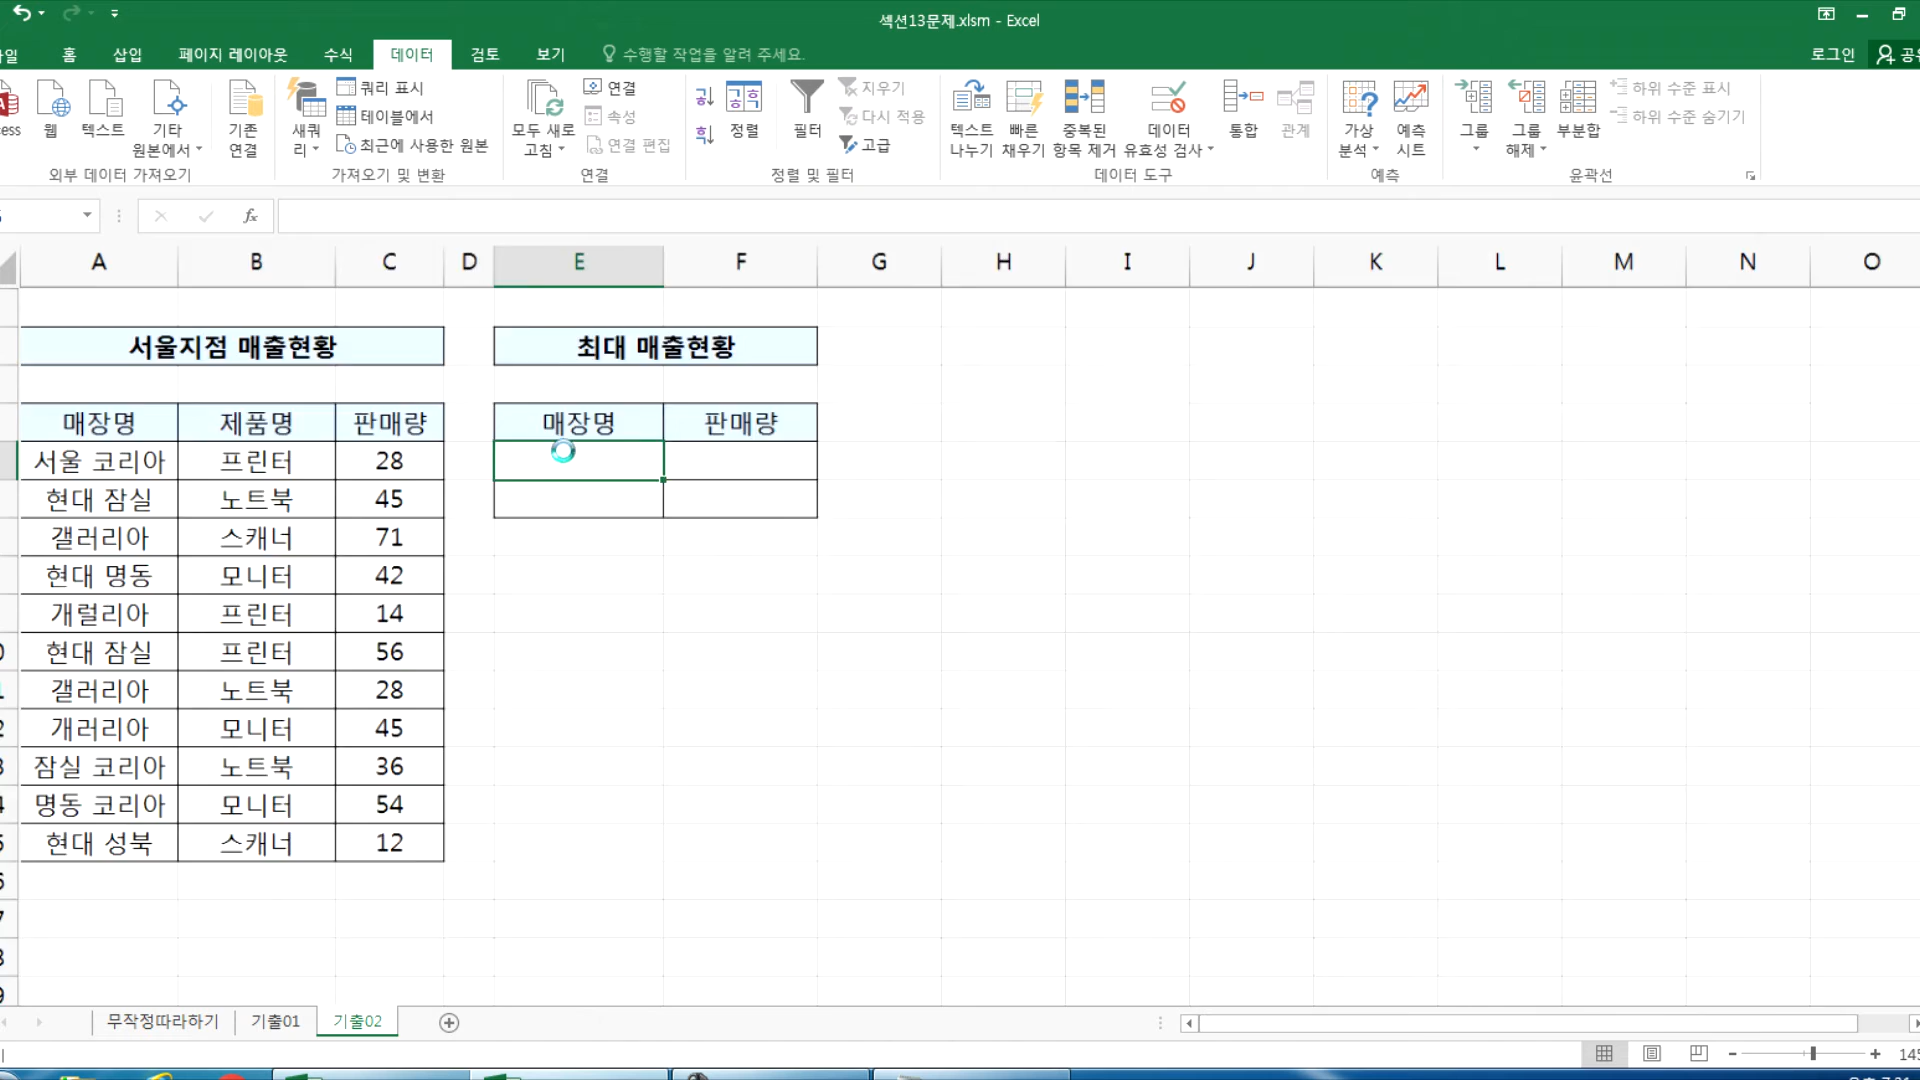 섹션13문제.xlsm - Excel
일 홈 삽입 페이지 레이아웃 수식 데이터 검토 보기 수행할 작업을 알려 주세요. 로그인 공유
cess 웹 텍스트 기타 원본에서 기존 연결
외부 데이터 가져오기
새쿼리 쿼리 표시 테이블에서 최근에 사용한 원본
가져오기 및 변환
모두 새로 고침 연결 속성 연결 편집
연결
정렬 필터 지우기 다시 적용 고급
정렬 및 필터
텍스트 나누기 빠른 채우기 중복된 항목 제거 데이터 유효성 검사 통합 관계
데이터 도구
가상 분석 예측 시트
예측
그룹 그룹 해제 부분합 하위 수준 표시 하위 수준 숨기기
윤곽선
fx
A B C D E F G H I J K L M N O
서울지점 매출현황 최대 매출현황
매장명 제품명 판매량 매장명 판매량
서울 코리아 프린터 28
현대 잠실 노트북 45
갤러리아 스캐너 71
현대 명동 모니터 42
개럴리아 프린터 14
현대 잠실 프린터 56
갤러리아 노트북 28
개러리아 모니터 45
잠실 코리아 노트북 36
명동 코리아 모니터 54
현대 성북 스캐너 12
무작정따라하기 기출01 기출02
145